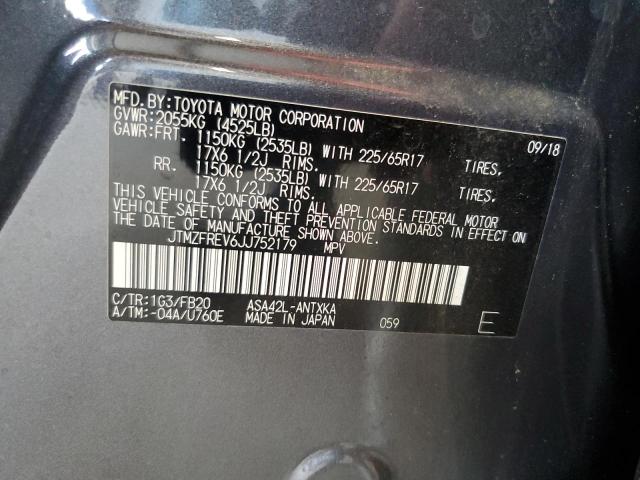 MFD.BY:TOYOTA MOTOR CORPORATION 09/18
GVWR:2055KG (4525LB)
GAWR:FRT. 1150KG (2535LB) WITH 225/65R17 TIRES,
17X6 1/2J RIMS.
RR. 1150KG (2535LB) WITH 225/65R17 TIRES,
17X6 1/2J RIMS.
THIS VEHICLE CONFORMS TO ALL APPLICABLE FEDERAL MOTOR
VEHICLE SAFETY AND THEFT PREVENTION STANDARDS IN EFFECT ON
THE DATE OF MANUFACTURE SHOWN ABOVE.
JTMZFREV6JJ752179 MPV
C/TR:1G3/FB20 ASA42L-ANTXKA
A/TM:-04A/U760E MADE IN JAPAN 059 E